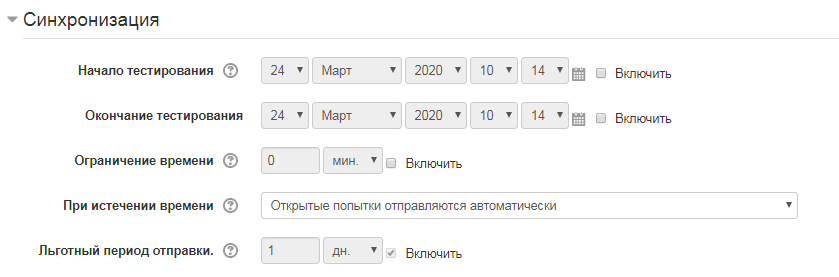 Синхронизация
Начало тестирования ? 24 Март 2020 10 14 Включить
Окончание тестирования 24 Март 2020 10 14 Включить
Ограничение времени ? 0 мин. Включить
При истечении времени ? Открытые попытки отправляются автоматически
Льготный период отправки. ? 1 дн. Включить